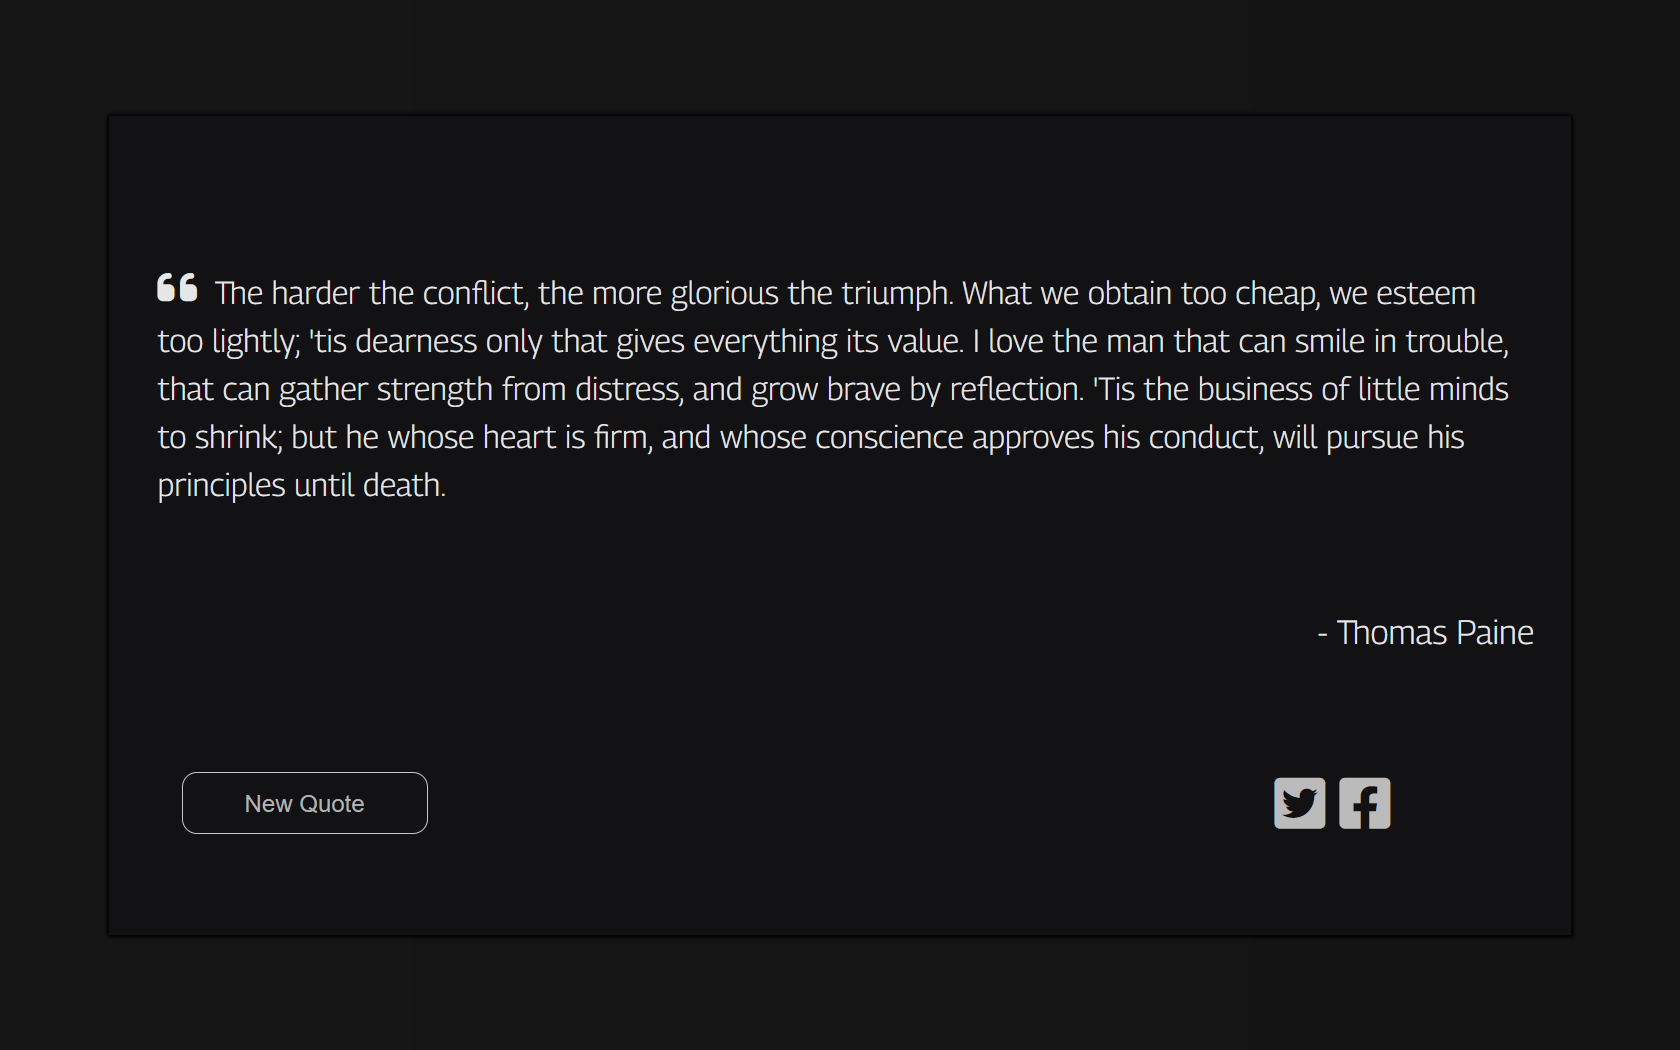 The harder the conflict, the more glorious the triumph. What we obtain too cheap, we esteem
too lightly; 'tis dearness only that gives everything its value. I love the man that can smile in trouble,
that can gather strength from distress, and grow brave by reflection. 'Tis the business of little minds
to shrink; but he whose heart is firm, and whose conscience approves his conduct, will pursue his
principles until death.
- Thomas Paine
New Quote